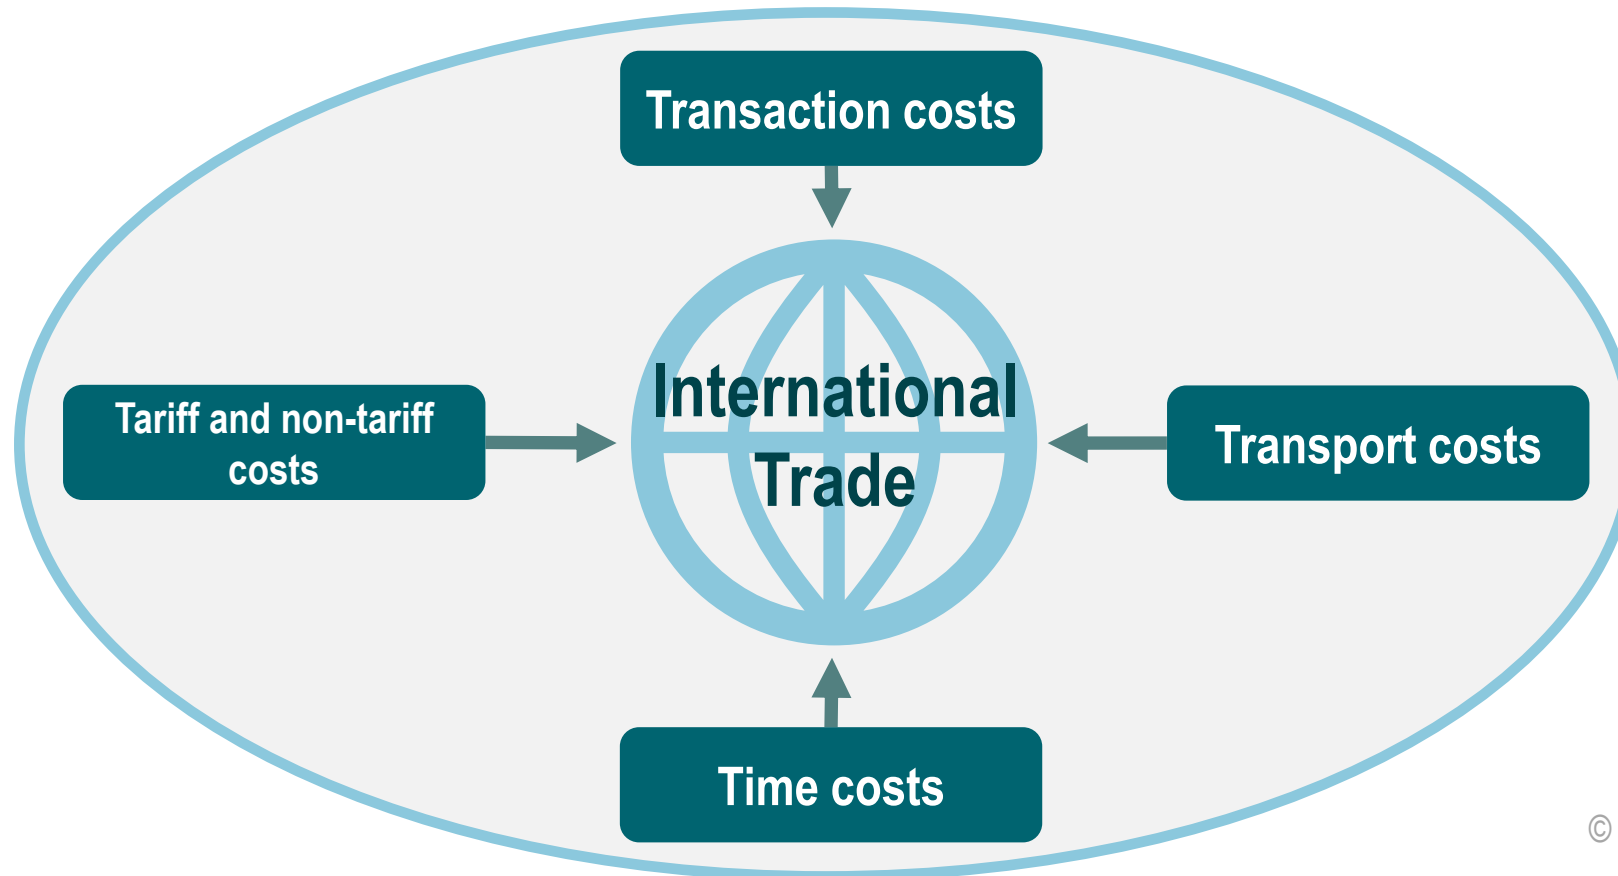 Transaction costs
International
Trade
Tariff and non-tariff
costs
Transport costs
Time costs
©